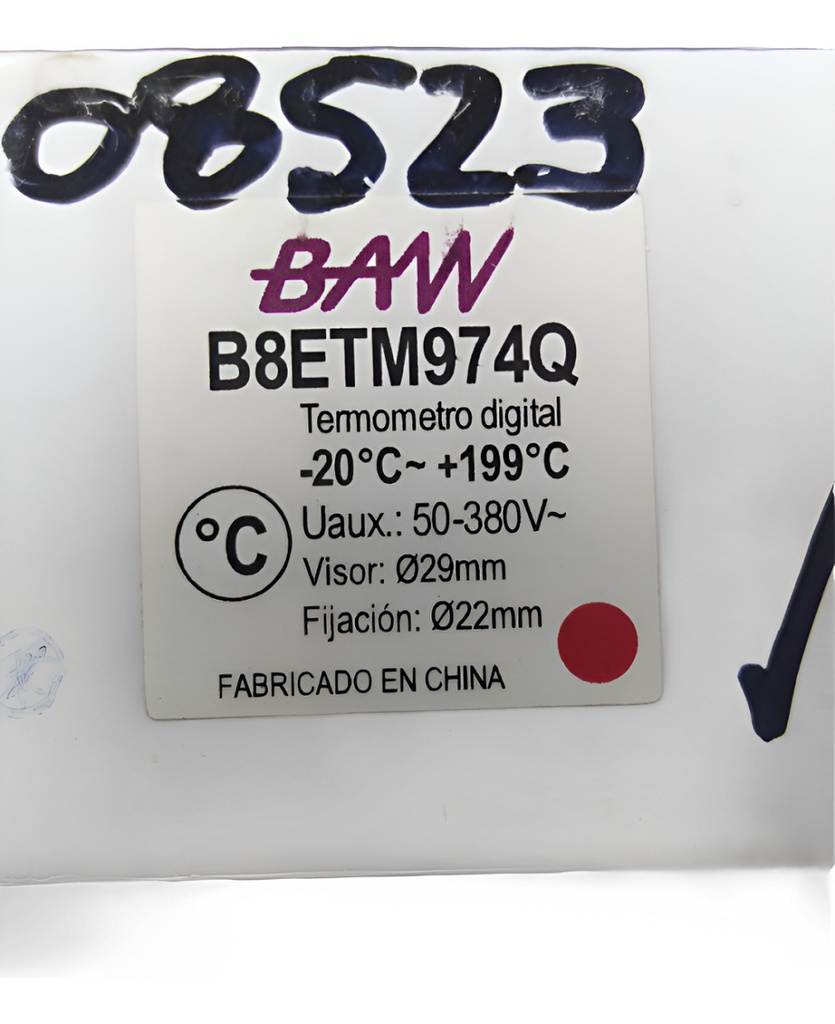 08523
BAW
B8ETM974Q
Termometro digital
-20°C~ +199°C
°C
Uaux.: 50-380V~
Visor: Ø29mm
Fijación: Ø22mm
FABRICADO EN CHINA